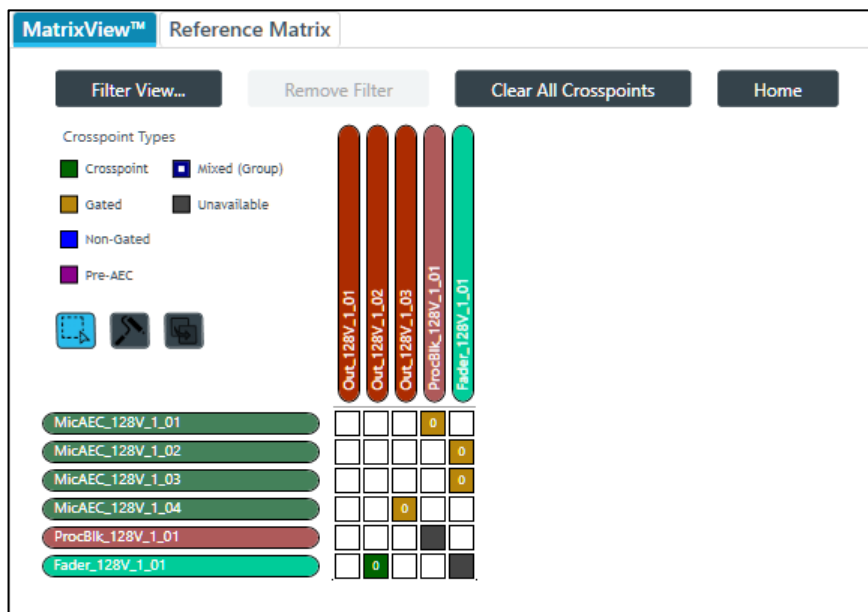 MatrixView™ Reference Matrix
Filter View... Remove Filter Clear All Crosspoints Home
Crosspoint Types
Crosspoint Mixed (Group)
Gated Unavailable
Non-Gated
Pre-AEC
Out_128V_1_01
Out_128V_1_02
Out_128V_1_03
ProcBlk_128V_1_01
Fader_128V_1_01
MicAEC_128V_1_01 0
MicAEC_128V_1_02 0
MicAEC_128V_1_03 0
MicAEC_128V_1_04 0
ProcBlk_128V_1_01
Fader_128V_1_01 0